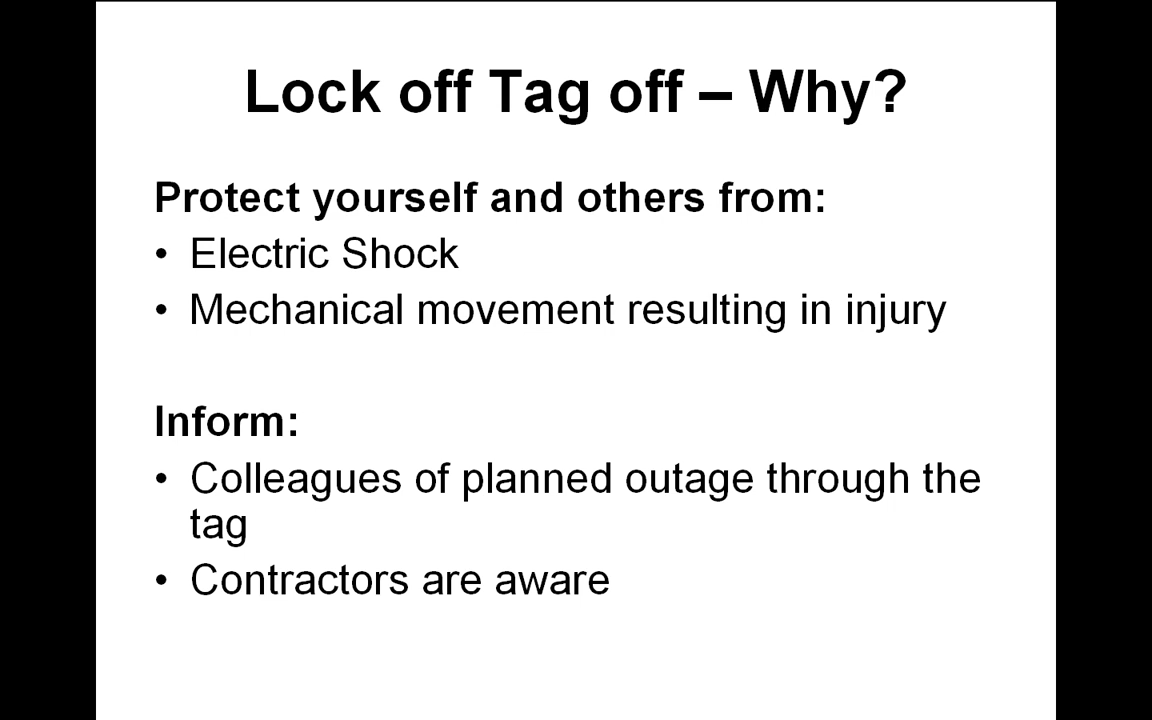 Lock off Tag off – Why?
Protect yourself and others from:
• Electric Shock
• Mechanical movement resulting in injury
Inform:
• Colleagues of planned outage through the
tag
• Contractors are aware